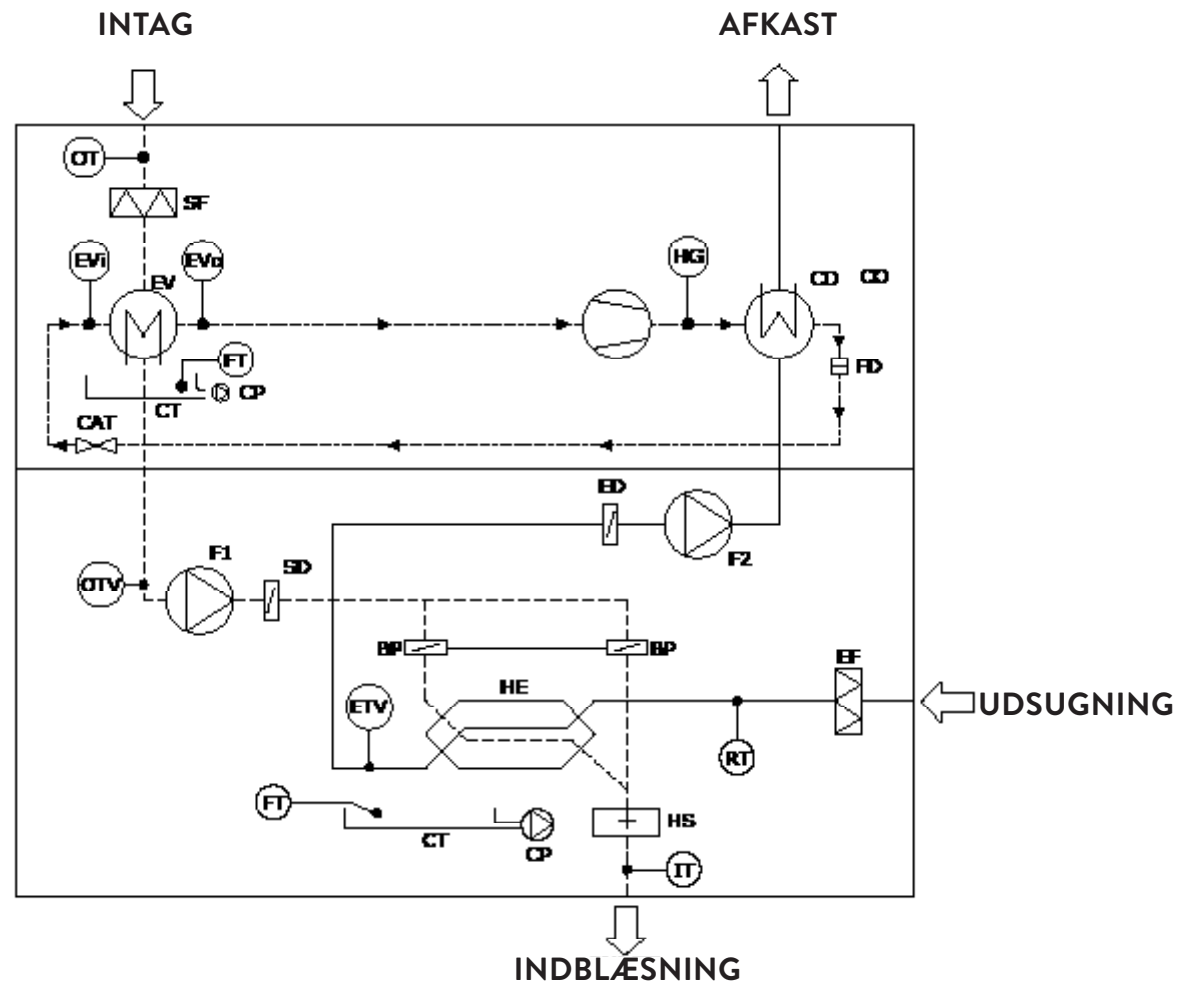 INTAG
AFKAST
OT
SF
EVi
EVo
HG
EV
CD CD
FT
CP
FD
CT
CAT
ED
F1
F2
SD
OTV
BP
BP
EF
HE
ETV
UDSUGNING
RT
FT
HS
CT
CP
IT
INDBLÆSNING